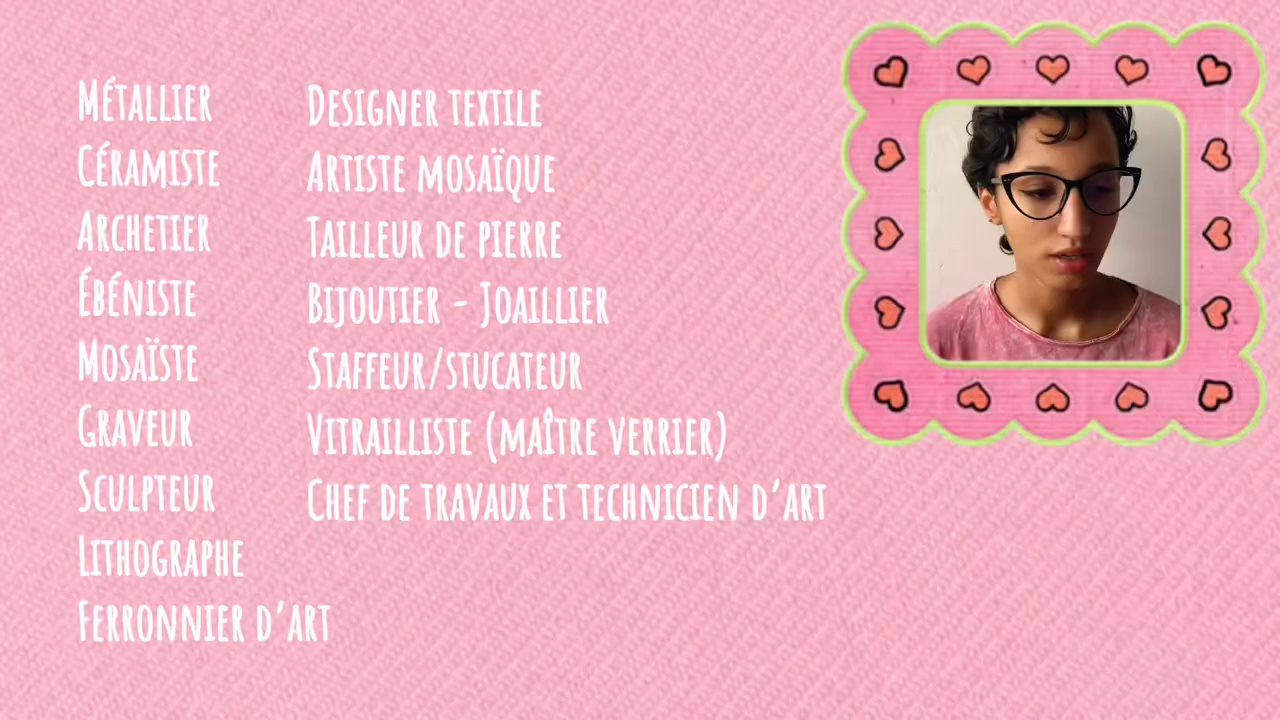 Métallier
Céramiste
Archetier
Ébéniste
Mosaïste
Graveur
Sculpteur
Lithographe
Ferronnier d’art
Designer textile
Artiste mosaïque
Tailleur de pierre
Bijoutier - Joaillier
Staffeur/stucateur
Vitrailliste (maître verrier)
Chef de travaux et technicien d’art